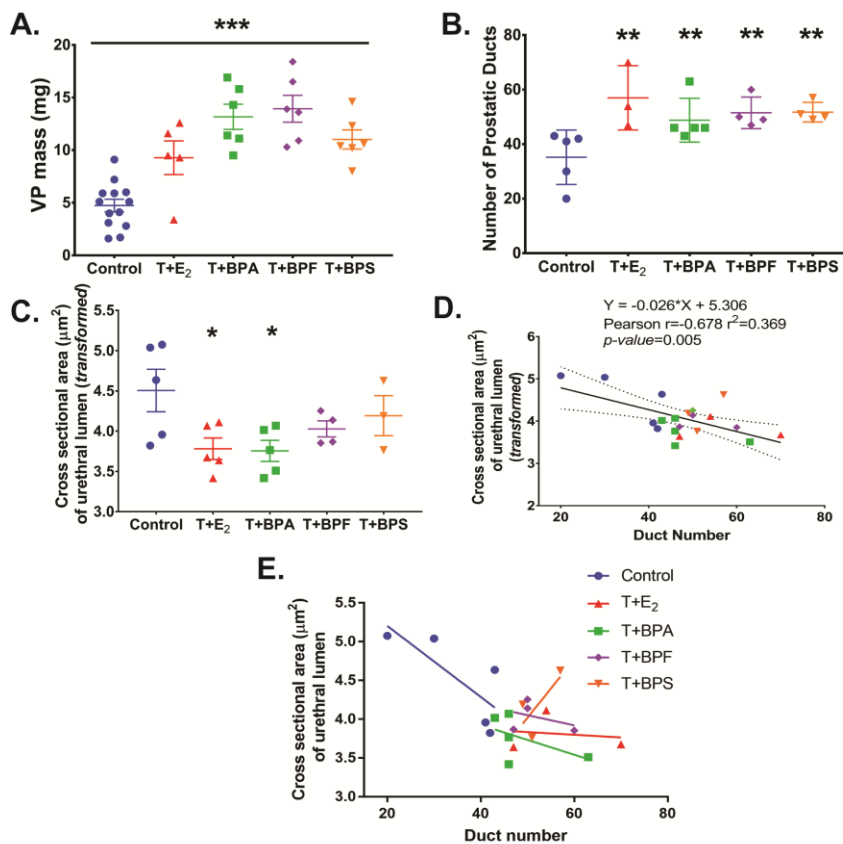 A.
***
VP mass (mg)
20
15
10
5
0
Control T+E₂ T+BPA T+BPF T+BPS
B.
** ** ** **
Number of Prostatic Ducts
80
60
40
20
0
Control T+E₂ T+BPA T+BPF T+BPS
C.
* *
Cross sectional area (μm²)
of urethral lumen (transformed)
5.5
5.0
4.5
4.0
3.5
3.0
Control T+E₂ T+BPA T+BPF T+BPS
D.
Y = -0.026*X + 5.306
Pearson r=-0.678 r²=0.369
p-value=0.005
Cross sectional area (μm²)
of urethral lumen
(transformed)
6
5
4
3
2
20 40 60 80
Duct Number
E.
Control
T+E₂
T+BPA
T+BPF
T+BPS
Cross sectional area (μm²)
of urethral lumen
5.5
5.0
4.5
4.0
3.5
3.0
20 40 60 80
Duct number